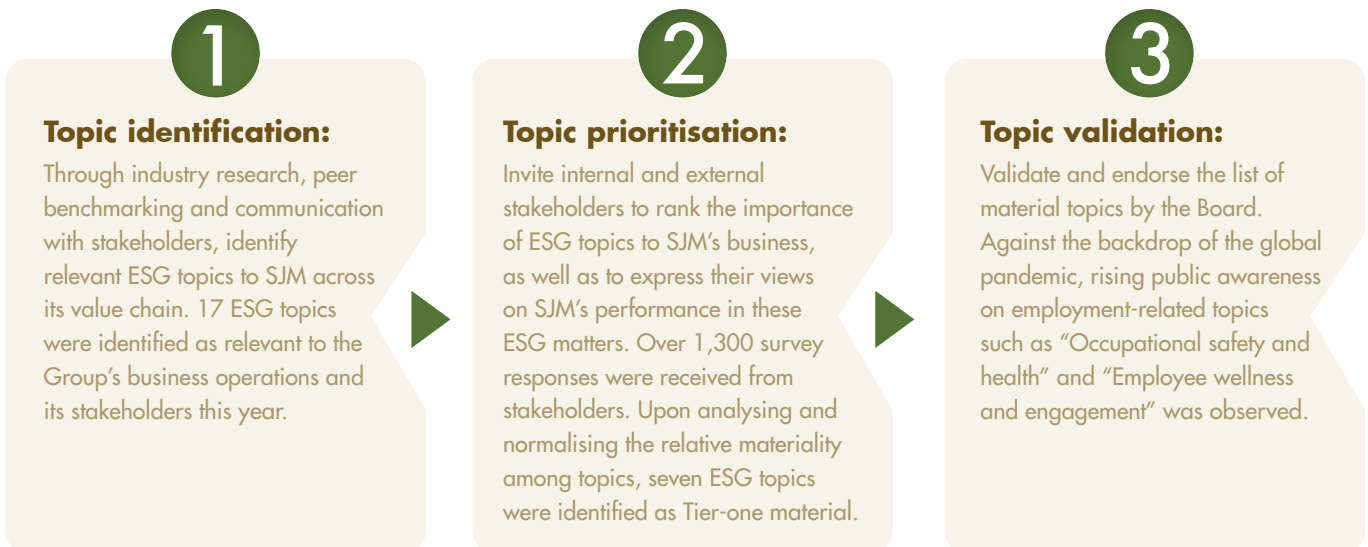 1
Topic identification:
Through industry research, peer
benchmarking and communication
with stakeholders, identify
relevant ESG topics to SJM across
its value chain. 17 ESG topics
were identified as relevant to the
Group’s business operations and
its stakeholders this year.
2
Topic prioritisation:
Invite internal and external
stakeholders to rank the importance
of ESG topics to SJM’s business,
as well as to express their views
on SJM’s performance in these
ESG matters. Over 1,300 survey
responses were received from
stakeholders. Upon analysing and
normalising the relative materiality
among topics, seven ESG topics
were identified as Tier-one material.
3
Topic validation:
Validate and endorse the list of
material topics by the Board.
Against the backdrop of the global
pandemic, rising public awareness
on employment-related topics
such as “Occupational safety and
health” and “Employee wellness
and engagement” was observed.